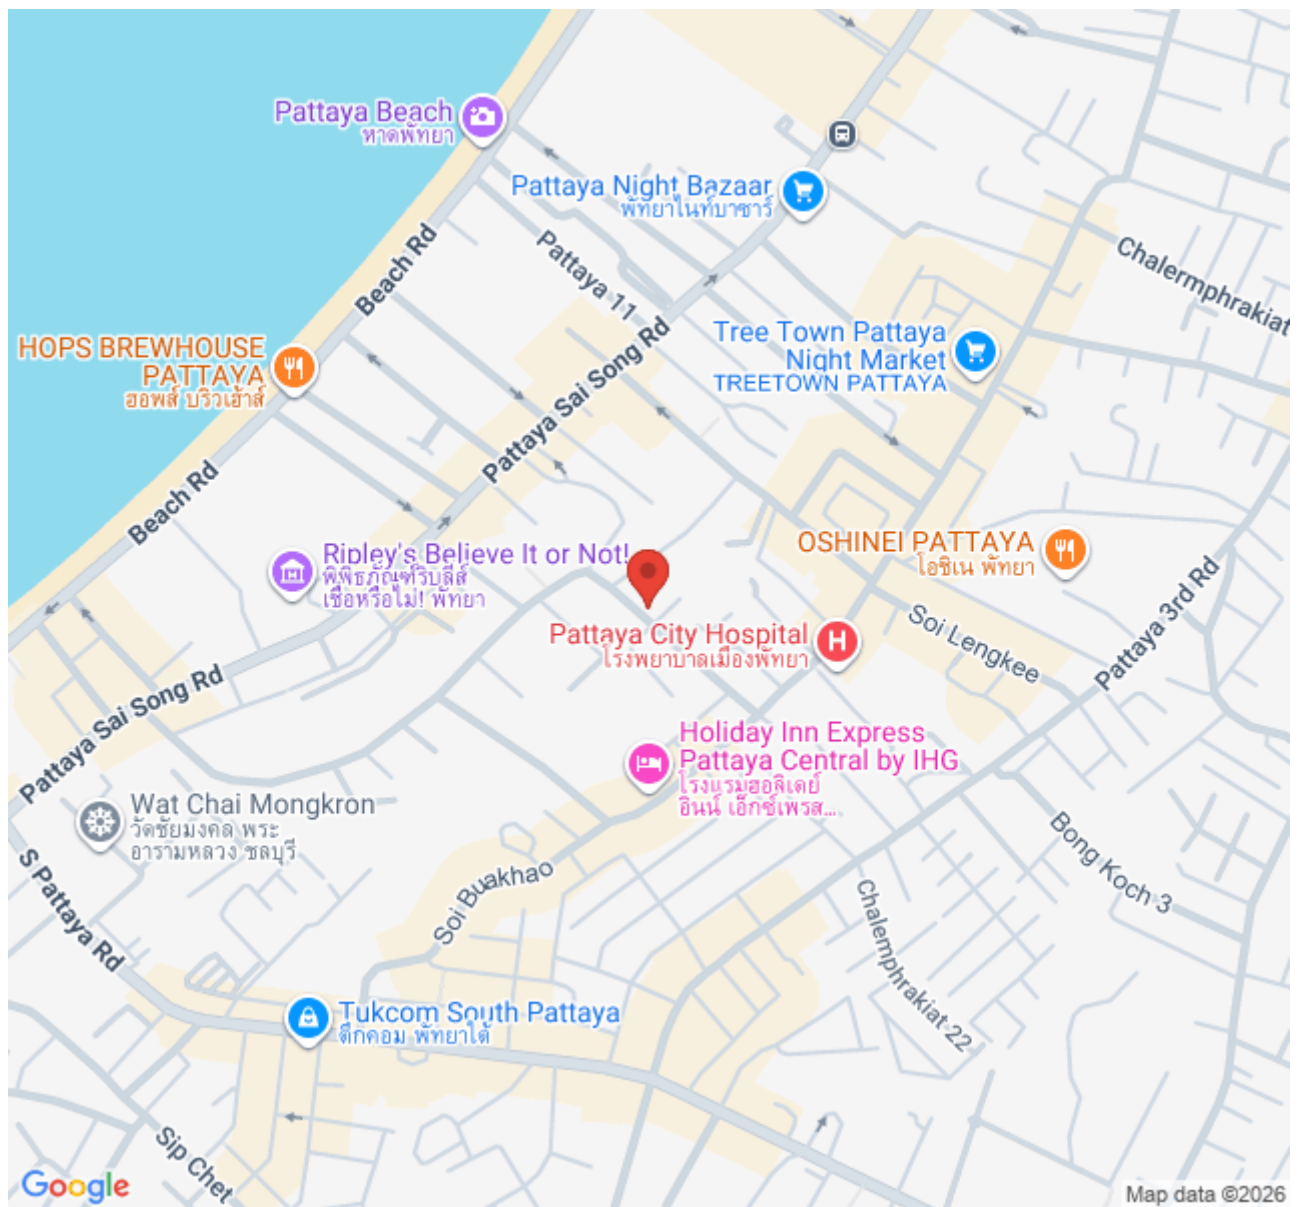 Pattaya Beach
หาดพัทยา
Pattaya Night Bazaar
พัทยาไนท์บาซาร์
Beach Rd
Pattaya 11
Chalermphrakiat
Tree Town Pattaya
Night Market
TREETOWN PATTAYA
HOPS BREWHOUSE
PATTAYA
ฮอพส์ บริวเฮ้าส์
Pattaya Sai Song Rd
Beach Rd
Ripley's Believe It or Not!
พิพิธภัณฑ์ริบลีส์
เชื่อหรือไม่! พัทยา
OSHINEI PATTAYA
โอชิเน พัทยา
Pattaya 3rd Rd
Soi Lengkee
Pattaya City Hospital
โรงพยาบาลเมืองพัทยา
Pattaya Sai Song Rd
Holiday Inn Express
Pattaya Central by IHG
โรงแรมฮอลิเดย์
อินน์ เอ็กซ์เพรส...
Wat Chai Mongkron
วัดชัยมงคล พระ
อารามหลวง ชลบุรี
S Pattaya Rd
Soi Buakhao
Bong Koch 3
Chalemphrakiat 22
Tukcom South Pattaya
ตึกคอม พัทยาใต้
Sip Chet
Google
Map data ©2026